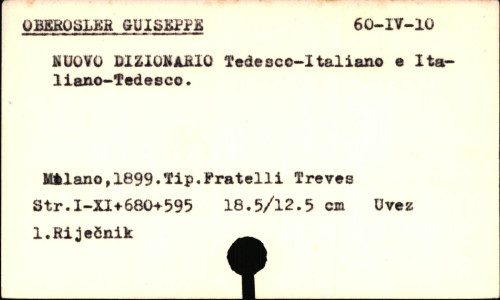 OBEROSLER GUISEPPE 60-IV-10
NUOVO DIZIONARIO Tedesco-Italiano e Ita-
liano-Tedesco.
Milano,1899.Tip.Fratelli Treves
Str.I-XI+680+595 18.5/12.5 cm Uvez
1.Riječnik